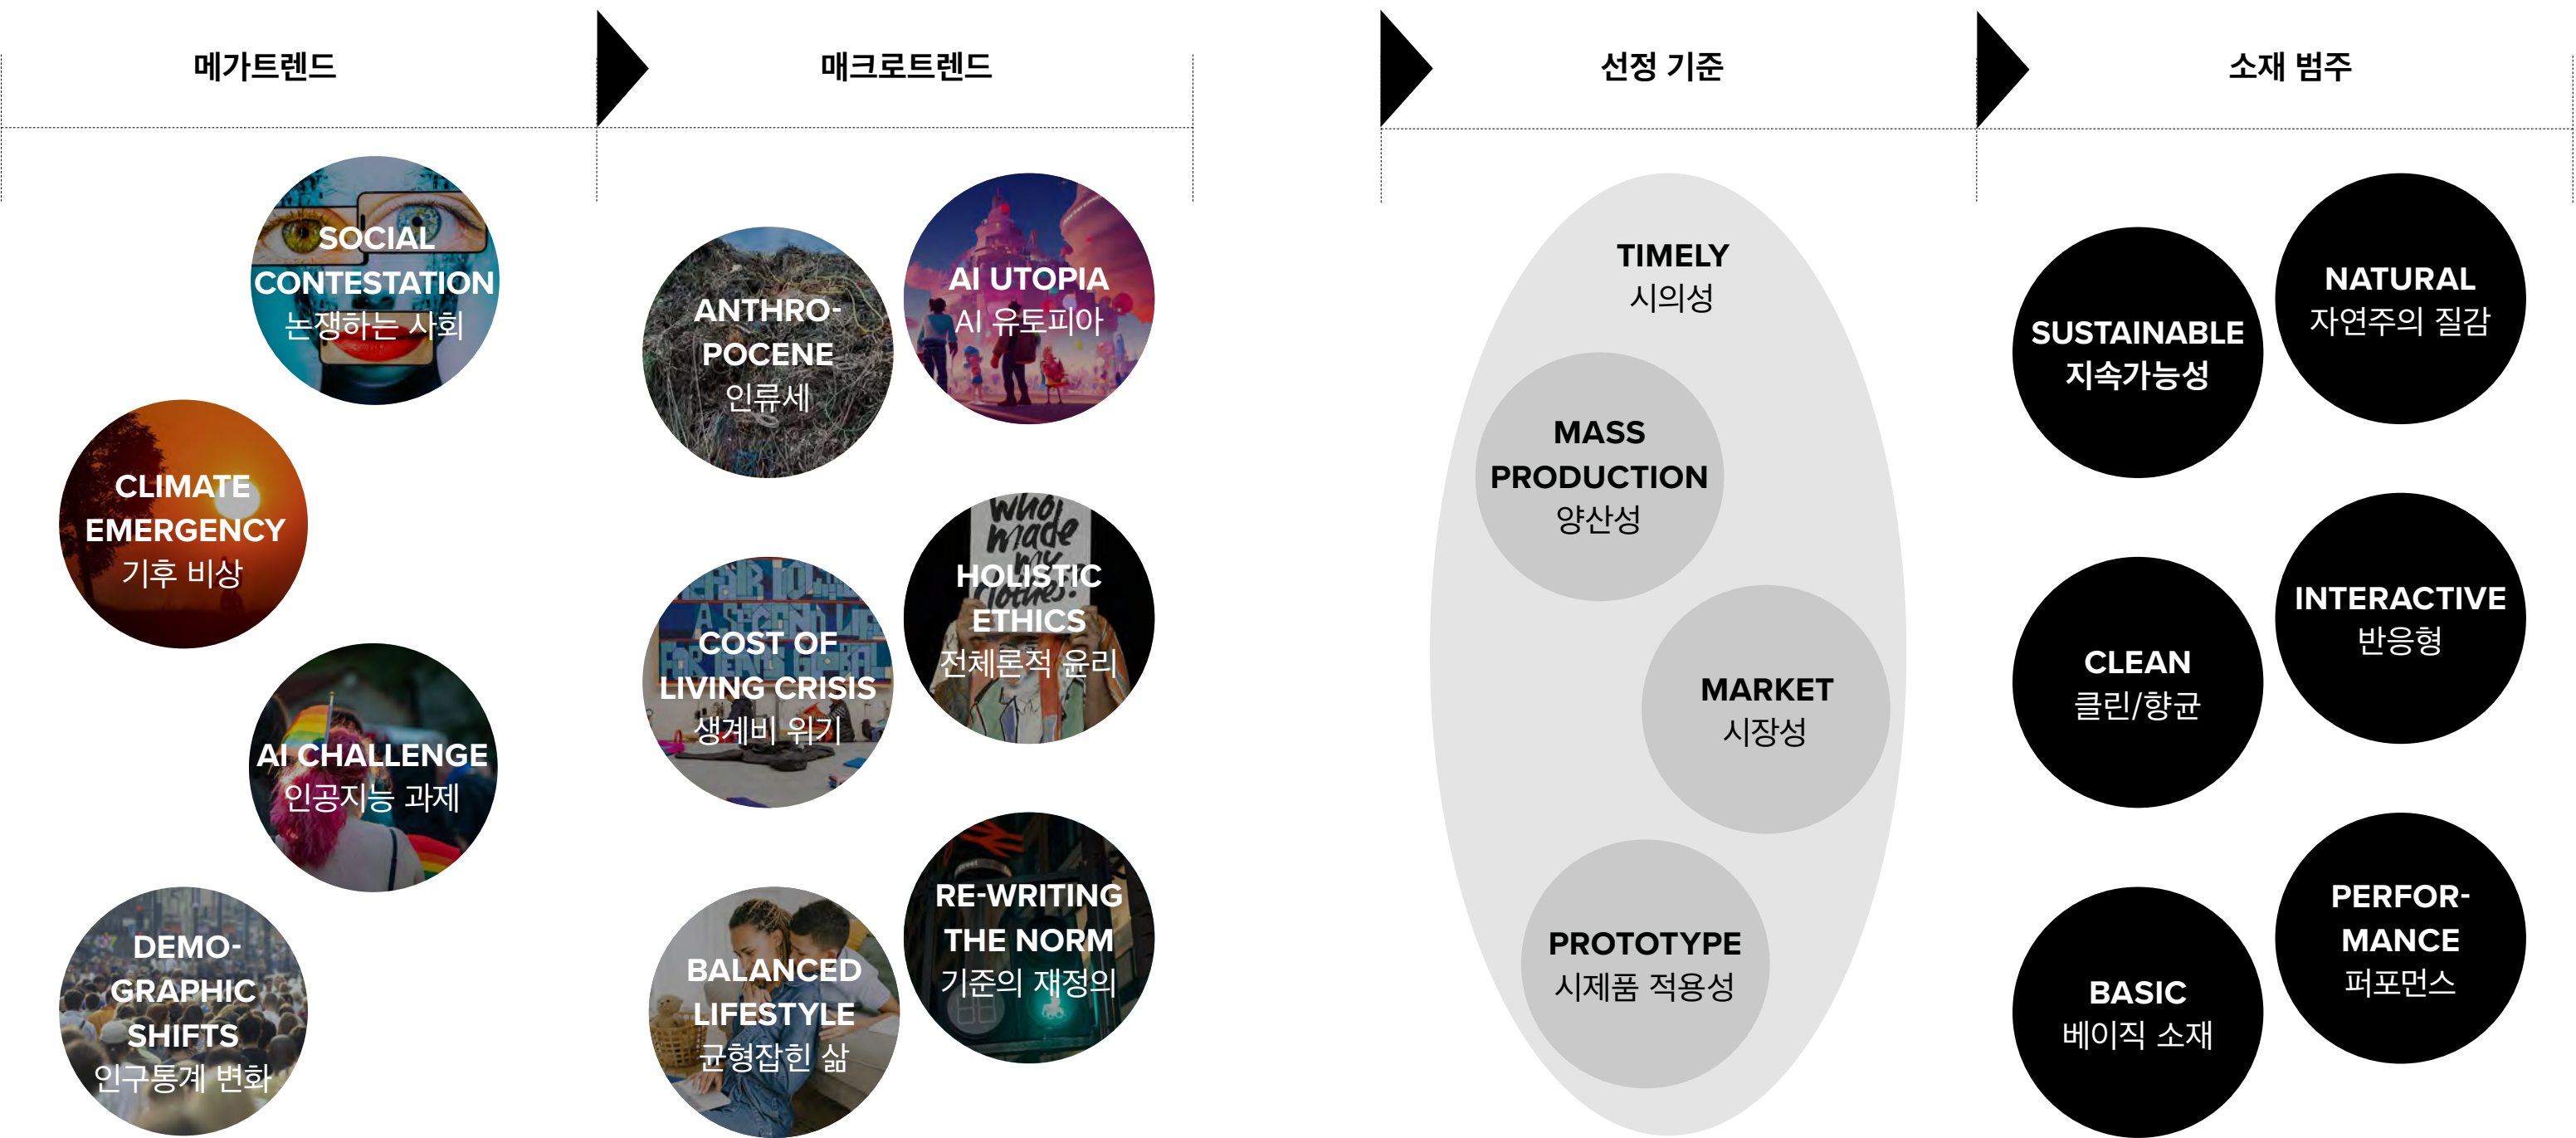 메가트렌드
매크로트렌드
선정 기준
소재 범주
SOCIAL
CONTESTATION
논쟁하는 사회
CLIMATE
EMERGENCY
기후 비상
AI CHALLENGE
인공지능 과제
DEMO-
GRAPHIC
SHIFTS
인구통계 변화
ANTHRO-
POCENE
인류세
AI UTOPIA
AI 유토피아
COST OF
LIVING CRISIS
생계비 위기
who
made
my
clothes?
HOLISTIC
ETHICS
전체론적 윤리
BALANCED
LIFESTYLE
균형잡힌 삶
RE-WRITING
THE NORM
기준의 재정의
TIMELY
시의성
MASS
PRODUCTION
양산성
MARKET
시장성
PROTOTYPE
시제품 적용성
SUSTAINABLE
지속가능성
NATURAL
자연주의 질감
CLEAN
클린/향균
INTERACTIVE
반응형
BASIC
베이직 소재
PERFOR-
MANCE
퍼포먼스